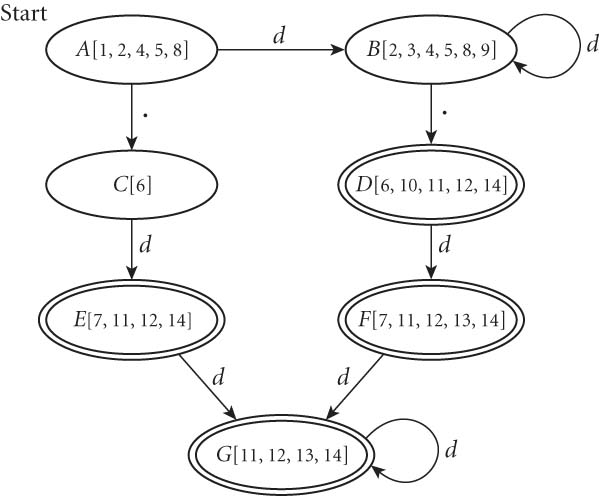 Start
A[1, 2, 4, 5, 8]
d
B[2, 3, 4, 5, 8, 9]
d
.
.
C[6]
D[6, 10, 11, 12, 14]
d
d
E[7, 11, 12, 14]
F[7, 11, 12, 13, 14]
d
d
G[11, 12, 13, 14]
d